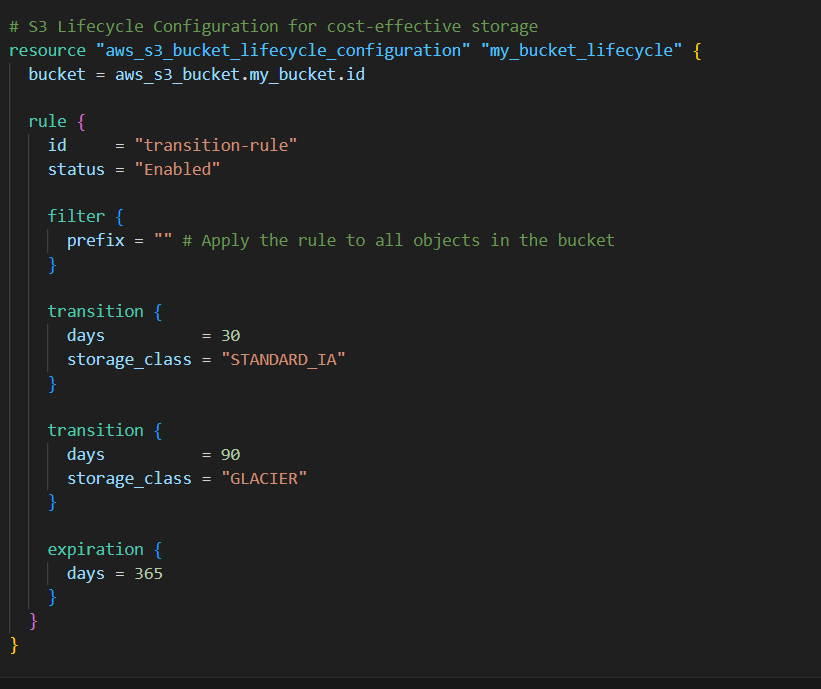 # S3 Lifecycle Configuration for cost-effective storage
resource "aws_s3_bucket_lifecycle_configuration" "my_bucket_lifecycle" {
  bucket = aws_s3_bucket.my_bucket.id

  rule {
    id     = "transition-rule"
    status = "Enabled"

    filter {
      prefix = "" # Apply the rule to all objects in the bucket
    }

    transition {
      days          = 30
      storage_class = "STANDARD_IA"
    }

    transition {
      days          = 90
      storage_class = "GLACIER"
    }

    expiration {
      days = 365
    }
  }
}